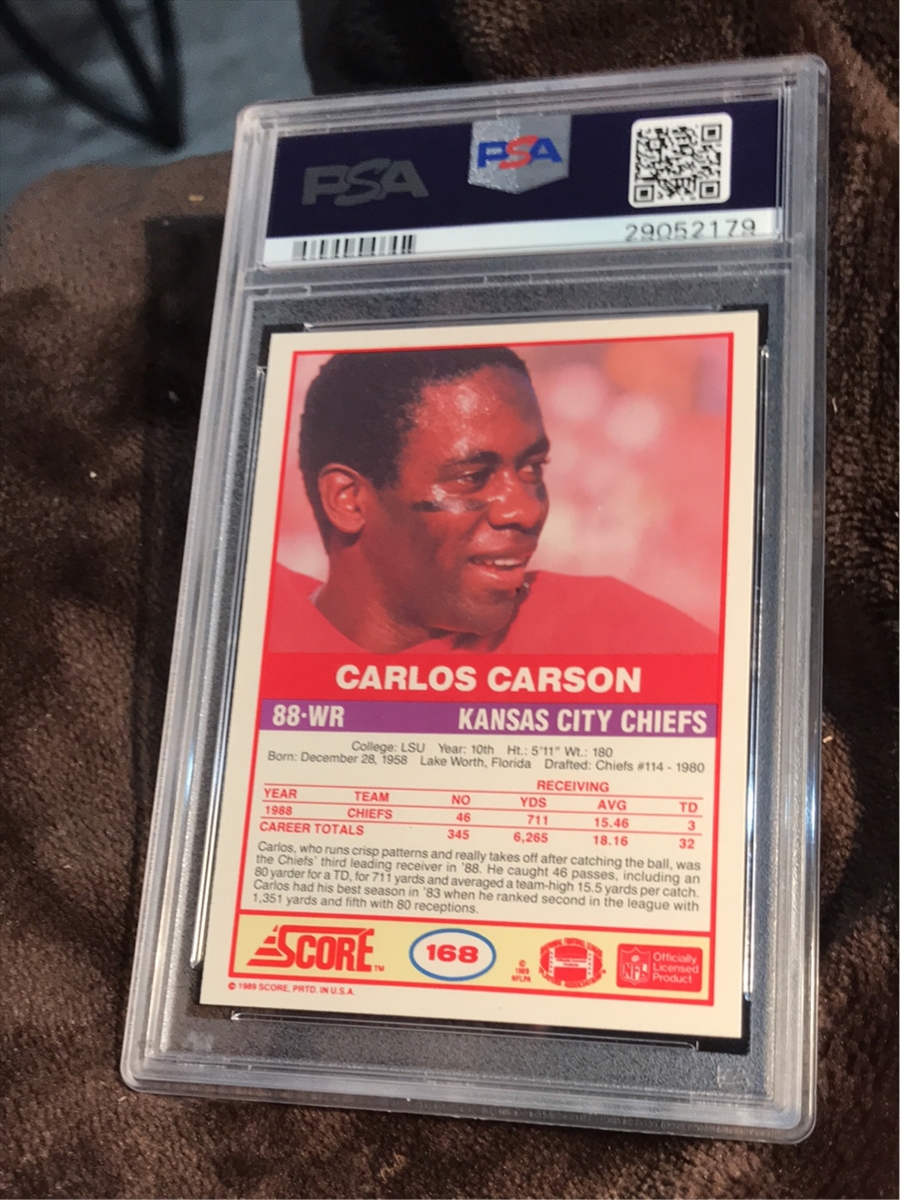 PSA PSA
29052179
CARLOS CARSON
88·WR KANSAS CITY CHIEFS
College: LSU Year: 10th Ht.: 5'11" Wt.: 180
Born: December 28, 1958 Lake Worth, Florida Drafted: Chiefs #114 - 1980
RECEIVING
YEAR TEAM NO YDS AVG TD
1988 CHIEFS 46 711 15.46 3
CAREER TOTALS 345 6,265 18.16 32
Carlos, who runs crisp patterns and really takes off after catching the ball, was
the Chiefs' third leading receiver in '88. He caught 46 passes, including an
80 yarder for a TD, for 711 yards and averaged a team-high 15.5 yards per catch.
Carlos had his best season in '83 when he ranked second in the league with
1,351 yards and fifth with 80 receptions.
SCORE™ 168
©
1989
NFLPA
NFL
Officially
Licensed
Product
© 1989 SCORE, PRTD. IN U.S.A.